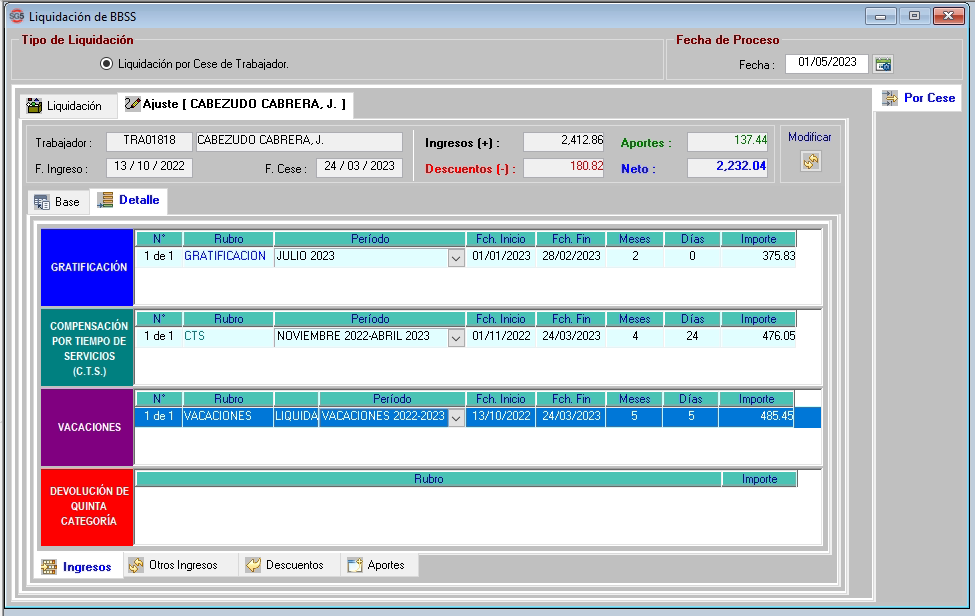 SG5 Liquidación de BBSS
Tipo de Liquidación
Liquidación por Cese de Trabajador.
Fecha de Proceso
Fecha : 01/05/2023
Liquidación
Ajuste [ CABEZUDO CABRERA, J. ]
Por Cese
Trabajador : TRA01818 CABEZUDO CABRERA, J.
F. Ingreso : 13 / 10 / 2022 F. Cese : 24 / 03 / 2023
Ingresos (+) : 2,412.86 Aportes : 137.44
Descuentos (-) : 180.82 Neto : 2,232.04
Modificar
Base Detalle
GRATIFICACIÓN
N° Rubro Período Fch. Inicio Fch. Fin Meses Días Importe
1 de 1 GRATIFICACION JULIO 2023 01/01/2023 28/02/2023 2 0 375.83
COMPENSACIÓN
POR TIEMPO DE
SERVICIOS
(C.T.S.)
N° Rubro Período Fch. Inicio Fch. Fin Meses Días Importe
1 de 1 CTS NOVIEMBRE 2022-ABRIL 2023 01/11/2022 24/03/2023 4 24 476.05
VACACIONES
N° Rubro Período Fch. Inicio Fch. Fin Meses Días Importe
1 de 1 VACACIONES LIQUIDA VACACIONES 2022-2023 13/10/2022 24/03/2023 5 5 485.45
DEVOLUCIÓN DE
QUINTA
CATEGORÍA
Rubro Importe
Ingresos Otros Ingresos Descuentos Aportes